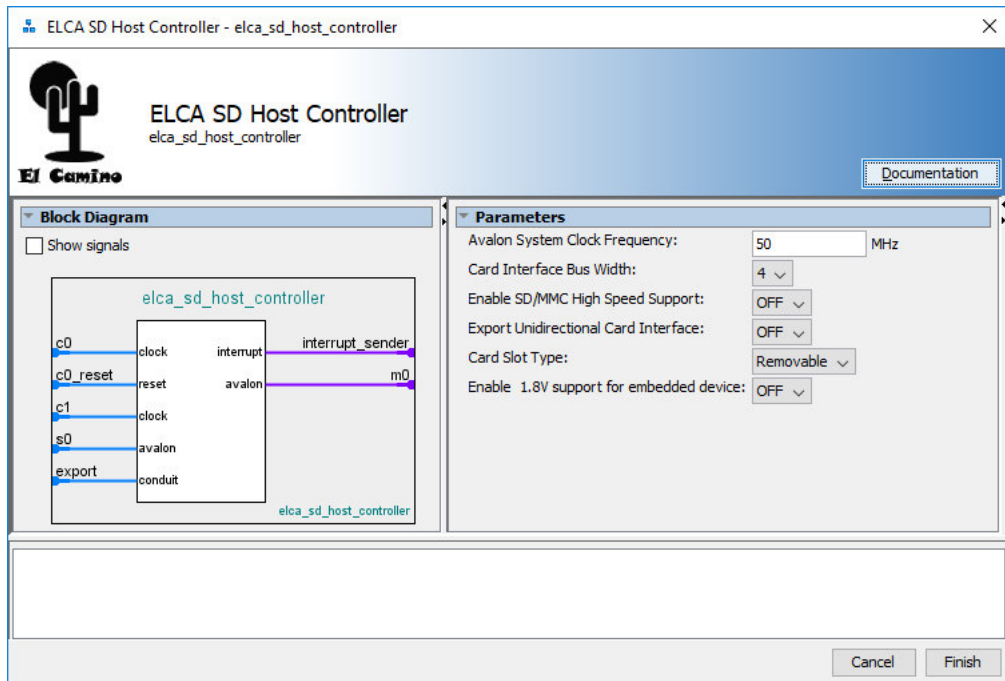 ELCA SD Host Controller - elca_sd_host_controller
El Camino
ELCA SD Host Controller
elca_sd_host_controller
Documentation
Block Diagram
Show signals
elca_sd_host_controller
c0
clock
interrupt
interrupt_sender
c0_reset
reset
avalon
m0
c1
clock
s0
avalon
export
conduit
elca_sd_host_controller
Parameters
Avalon System Clock Frequency: 50 MHz
Card Interface Bus Width: 4
Enable SD/MMC High Speed Support: OFF
Export Unidirectional Card Interface: OFF
Card Slot Type: Removable
Enable 1.8V support for embedded device: OFF
Cancel
Finish